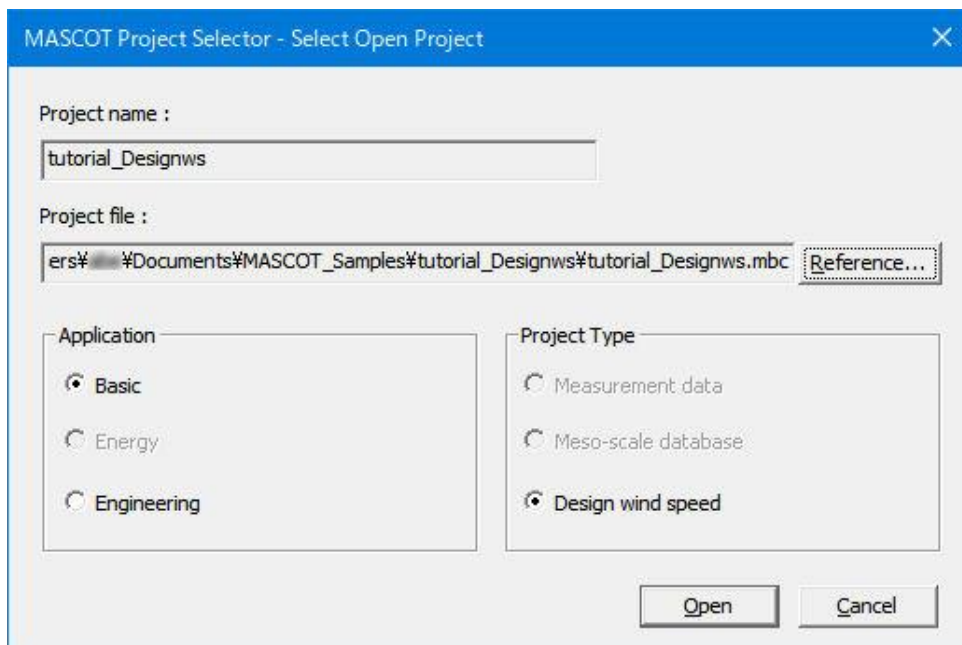 MASCOT Project Selector - Select Open Project
Project name :
tutorial_Designws
Project file :
ers¥ ¥Documents¥MASCOT_Samples¥tutorial_Designws¥tutorial_Designws.mbc
Reference...
Application
Basic
Energy
Engineering
Project Type
Measurement data
Meso-scale database
Design wind speed
Open
Cancel